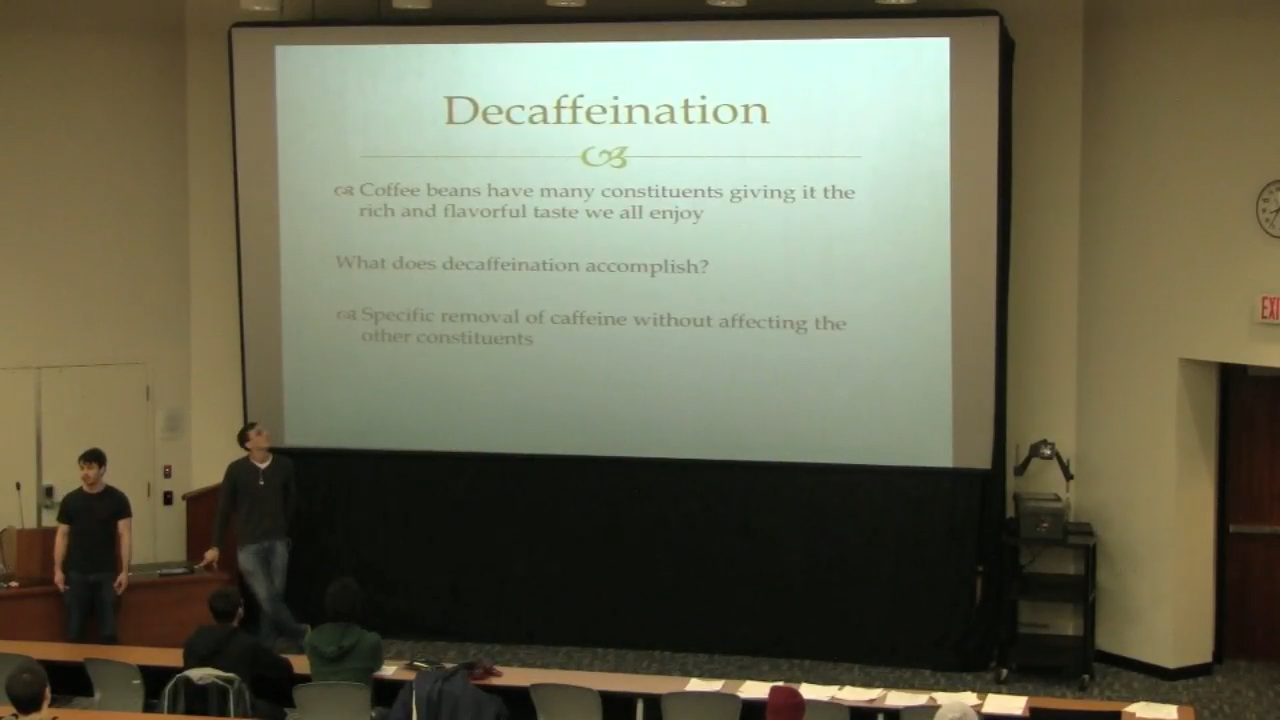 Decaffeination
Coffee beans have many constituents giving it the
rich and flavorful taste we all enjoy
What does decaffeination accomplish?
Specific removal of caffeine without affecting the
other constituents
EXI